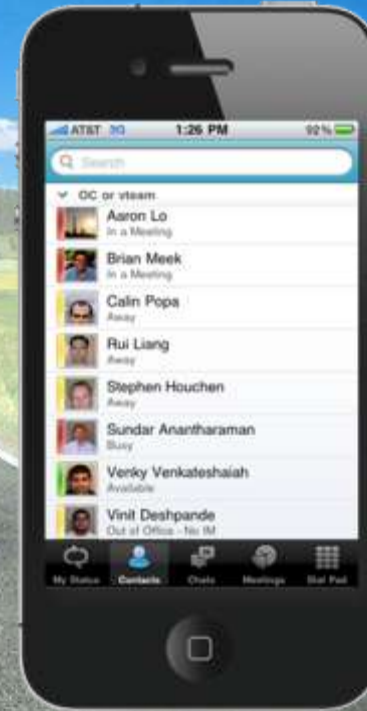 AT&T 3G 1:26 PM 92%
Search
OC or vteam
Aaron Lo
In a Meeting
Brian Meek
In a Meeting
Calin Popa
Away
Rui Liang
Away
Stephen Houchen
Away
Sundar Anantharaman
Busy
Venky Venkateshaiah
Available
Vinit Deshpande
Out of Office - No IM
My Status Contacts Chats Meetings Dial Pad